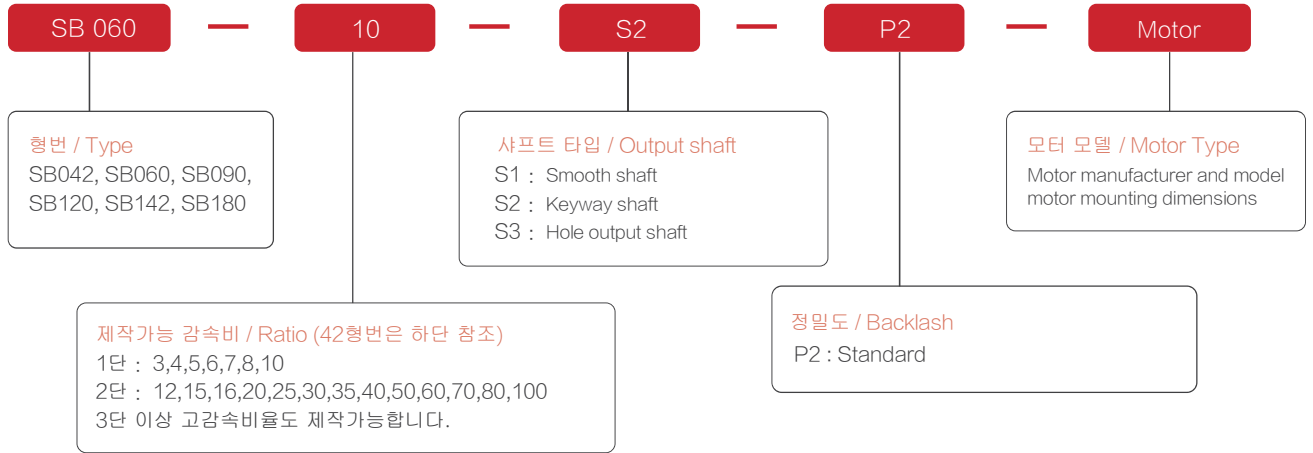 SB 060 — 10 — S2 — P2 — Motor
형번 / Type
SB042, SB060, SB090,
SB120, SB142, SB180
샤프트 타입 / Output shaft
S1 : Smooth shaft
S2 : Keyway shaft
S3 : Hole output shaft
모터 모델 / Motor Type
Motor manufacturer and model
motor mounting dimensions
제작가능 감속비 / Ratio (42형번은 하단 참조)
1단 : 3,4,5,6,7,8,10
2단 : 12,15,16,20,25,30,35,40,50,60,70,80,100
3단 이상 고감속비율도 제작가능합니다.
정밀도 / Backlash
P2 : Standard